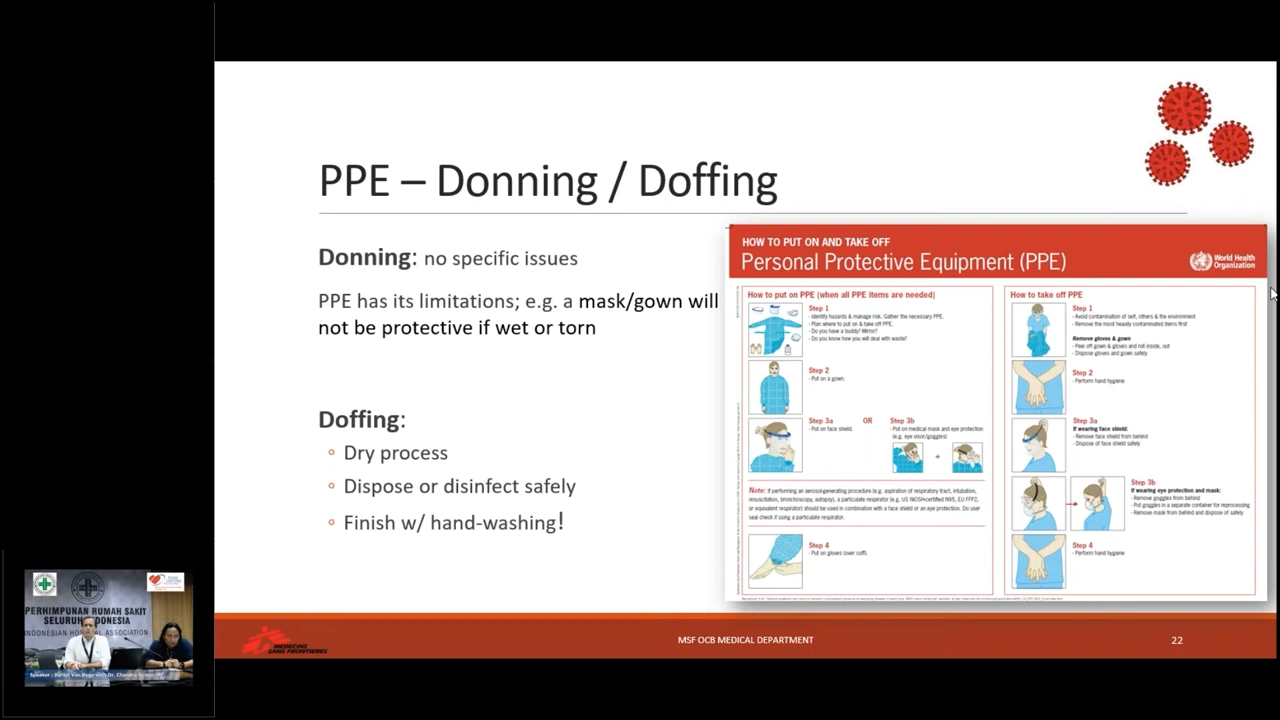 PPE – Donning / Doffing
Donning: no specific issues
PPE has its limitations; e.g. a mask/gown will
not be protective if wet or torn
Doffing:
Dry process
Dispose or disinfect safely
Finish w/ hand-washing!
HOW TO PUT ON AND TAKE OFF
Personal Protective Equipment (PPE)
World Health
Organization
How to put on PPE (when all PPE items are needed)
Step 1
- Identify hazards & manage risk. Gather the necessary PPE.
- Plan where to put on & take off PPE.
- Do you have a buddy? Mirror?
- Do you know how you will deal with waste?
Step 2
- Put on a gown.
Step 3a
- Put on face shield.
OR
Step 3b
- Put on medical mask and eye protection
(e.g. eye visor/goggles)
+
Note: If performing an aerosol-generating procedure (e.g. aspiration of respiratory tract, intubation,
resuscitation, bronchoscopy, autopsy), a particulate respirator (e.g. US NIOSH-certified N95, EU FFP2,
or equivalent respirator) should be used in combination with a face shield or an eye protection. Do user
seal check if using a particulate respirator.
Step 4
- Put on gloves (over cuff).
How to take off PPE
Step 1
- Avoid contamination of self, others & the environment
- Remove the most heavily contaminated items first
Remove gloves & gown
- Peel off gown & gloves and roll inside, out
- Dispose gloves and gown safely
Step 2
- Perform hand hygiene
Step 3a
If wearing face shield:
- Remove face shield from behind
- Dispose of face shield safely
Step 3b
If wearing eye protection and mask:
- Remove goggles from behind
- Put goggles in a separate container for reprocessing
- Remove mask from behind and dispose of safely
Step 4
- Perform hand hygiene
MEDECINS
SANS FRONTIERES
MSF OCB MEDICAL DEPARTMENT
22
PERHIMPUNAN RUMAH SAKIT
SELURUH INDONESIA
INDONESIAN HOSPITAL ASSOCIATION
Speaker : with Dr.